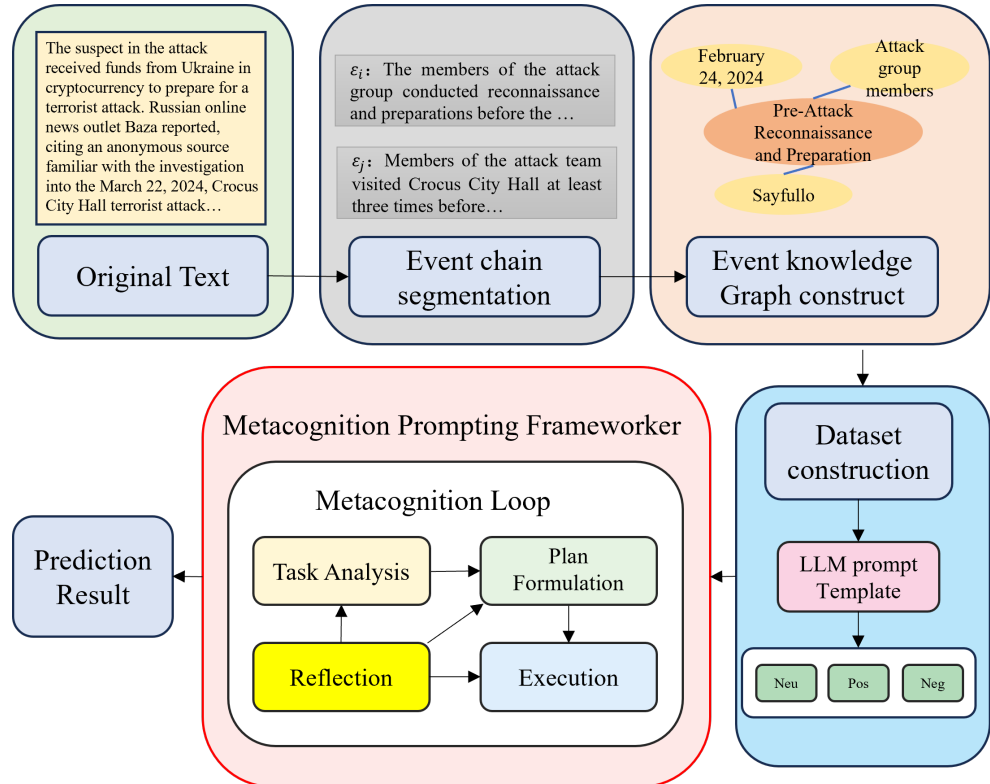 The suspect in the attack
received funds from Ukraine in
cryptocurrency to prepare for a
terrorist attack. Russian online
news outlet Baza reported,
citing an anonymous source
familiar with the investigation
into the March 22, 2024, Crocus
City Hall terrorist attack…
Original Text
εi: The members of the attack
group conducted reconnaissance
and preparations before the …
εj: Members of the attack team
visited Crocus City Hall at least
three times before…
Event chain
segmentation
February
24, 2024
Attack
group
members
Pre-Attack
Reconnaissance
and Preparation
Sayfullo
Event knowledge
Graph construct
Dataset
construction
LLM prompt
Template
Neu
Pos
Neg
Metacognition Prompting Frameworker
Metacognition Loop
Task Analysis
Plan
Formulation
Reflection
Execution
Prediction
Result